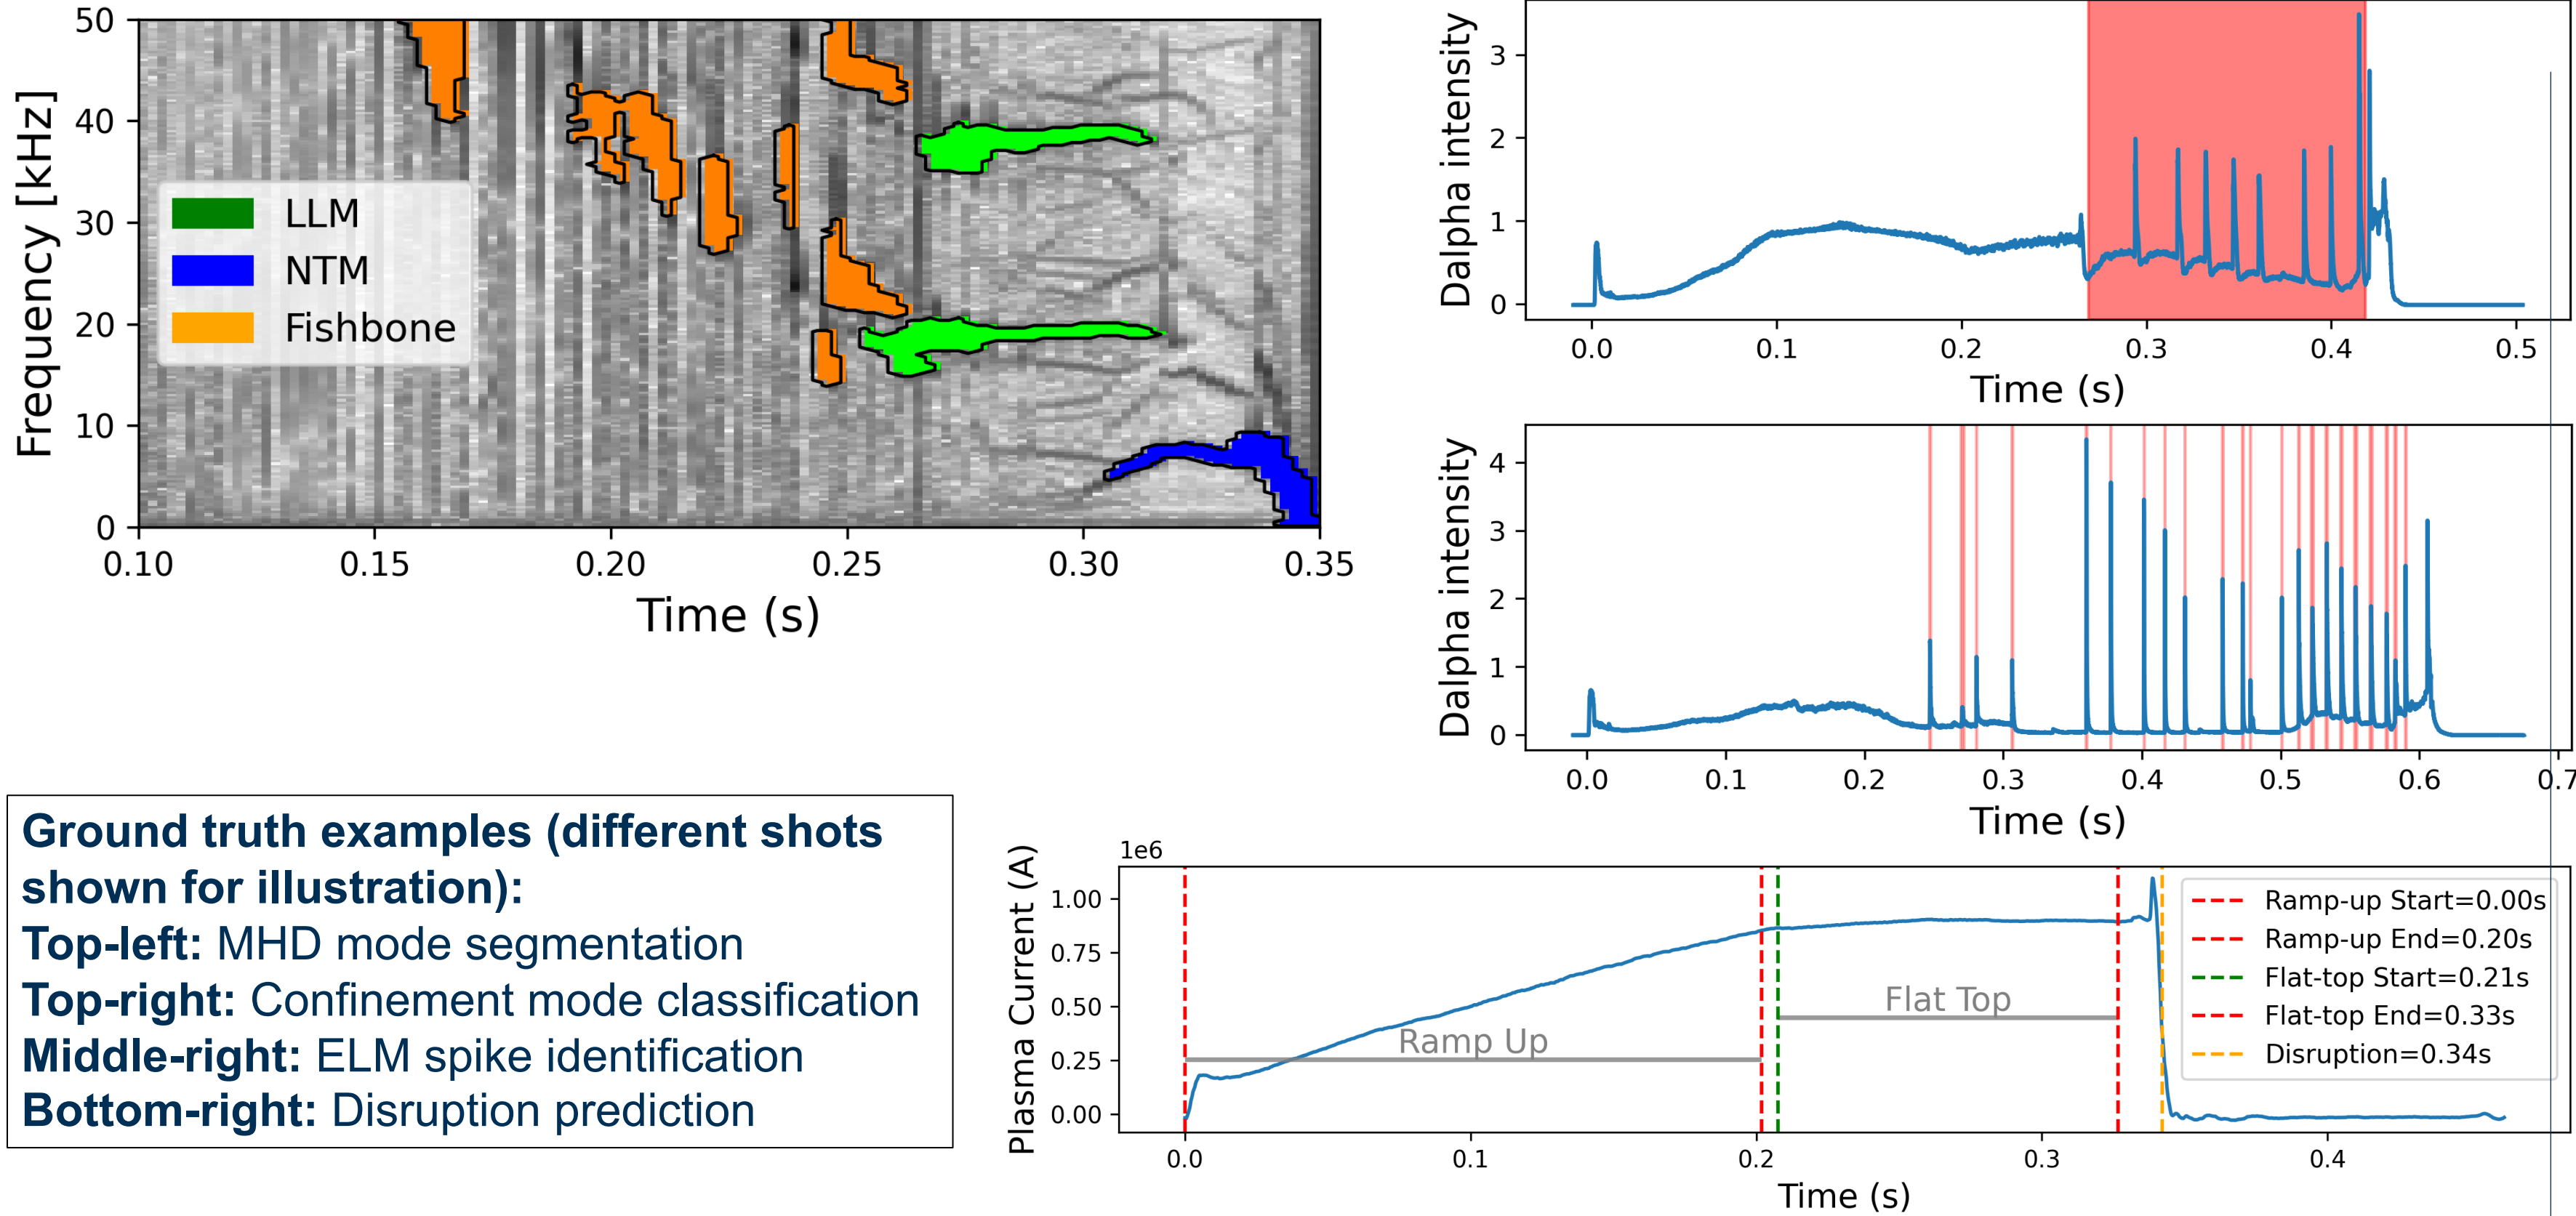 50
40
30
20
10
0
Frequency [kHz]
LLM
NTM
Fishbone
0.10 0.15 0.20 0.25 0.30 0.35
Time (s)
3
2
1
0
Dalpha intensity
0.0 0.1 0.2 0.3 0.4 0.5
Time (s)
4
3
2
1
0
Dalpha intensity
0.0 0.1 0.2 0.3 0.4 0.5 0.6 0.7
Time (s)
Ground truth examples (different shots
shown for illustration):
Top-left: MHD mode segmentation
Top-right: Confinement mode classification
Middle-right: ELM spike identification
Bottom-right: Disruption prediction
1e6
1.00
0.75
0.50
0.25
0.00
Plasma Current (A)
Ramp Up
Flat Top
Ramp-up Start=0.00s
Ramp-up End=0.20s
Flat-top Start=0.21s
Flat-top End=0.33s
Disruption=0.34s
0.0 0.1 0.2 0.3 0.4
Time (s)